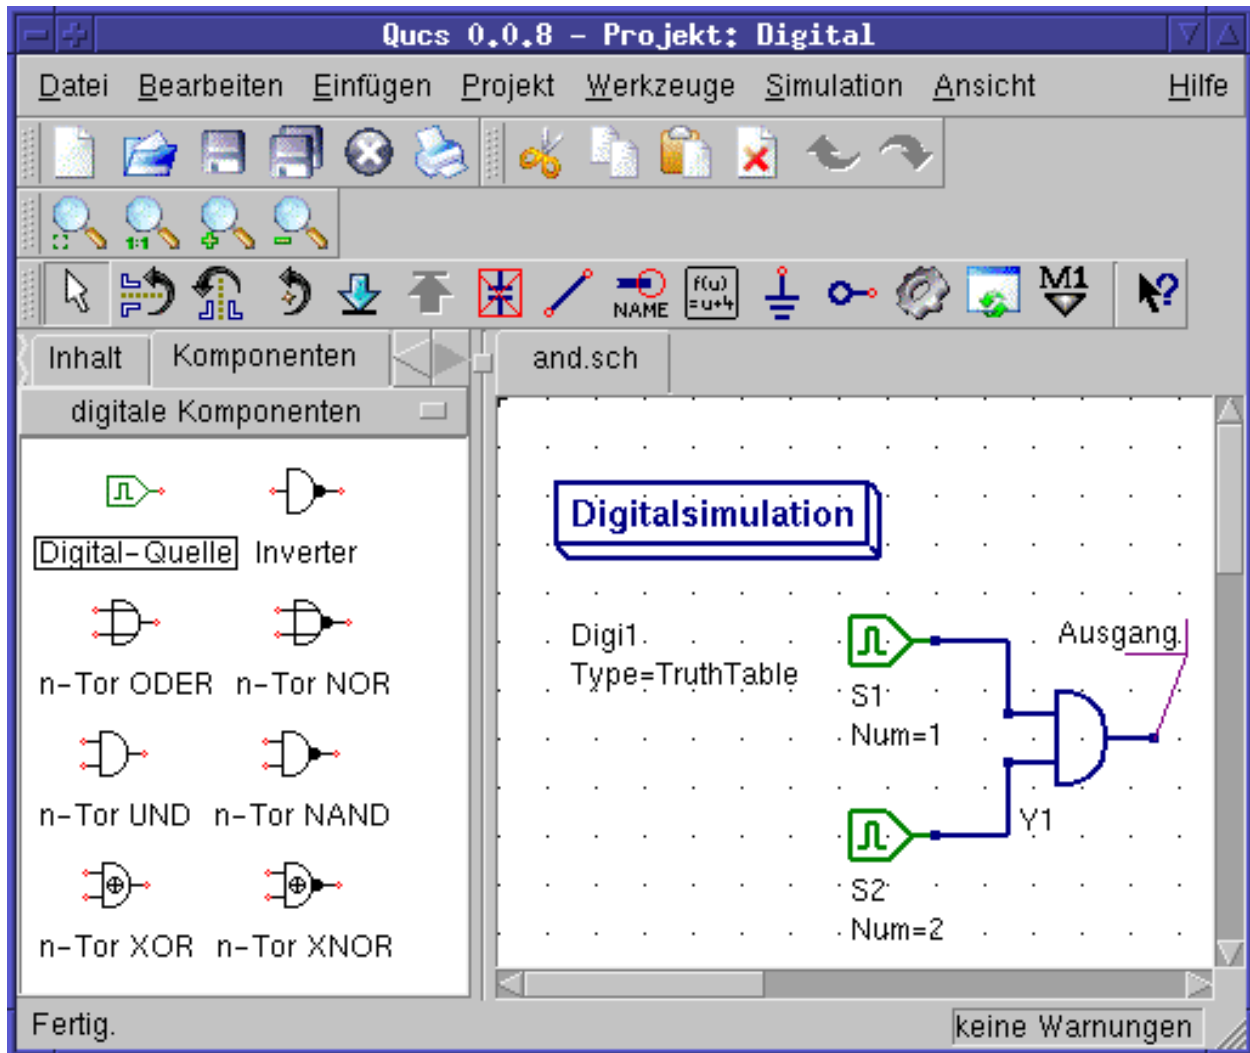 Qucs 0.0.8 - Projekt: Digital
Datei Bearbeiten Einfügen Projekt Werkzeuge Simulation Ansicht Hilfe
1:1
NAME
f(u)
=u+4
M1
?
Inhalt Komponenten
and.sch
digitale Komponenten
Digital-Quelle Inverter
n-Tor ODER n-Tor NOR
n-Tor UND n-Tor NAND
n-Tor XOR n-Tor XNOR
Digitalsimulation
Digi1
Type=TruthTable
S1
Num=1
Ausgang
Y1
S2
Num=2
Fertig.
keine Warnungen